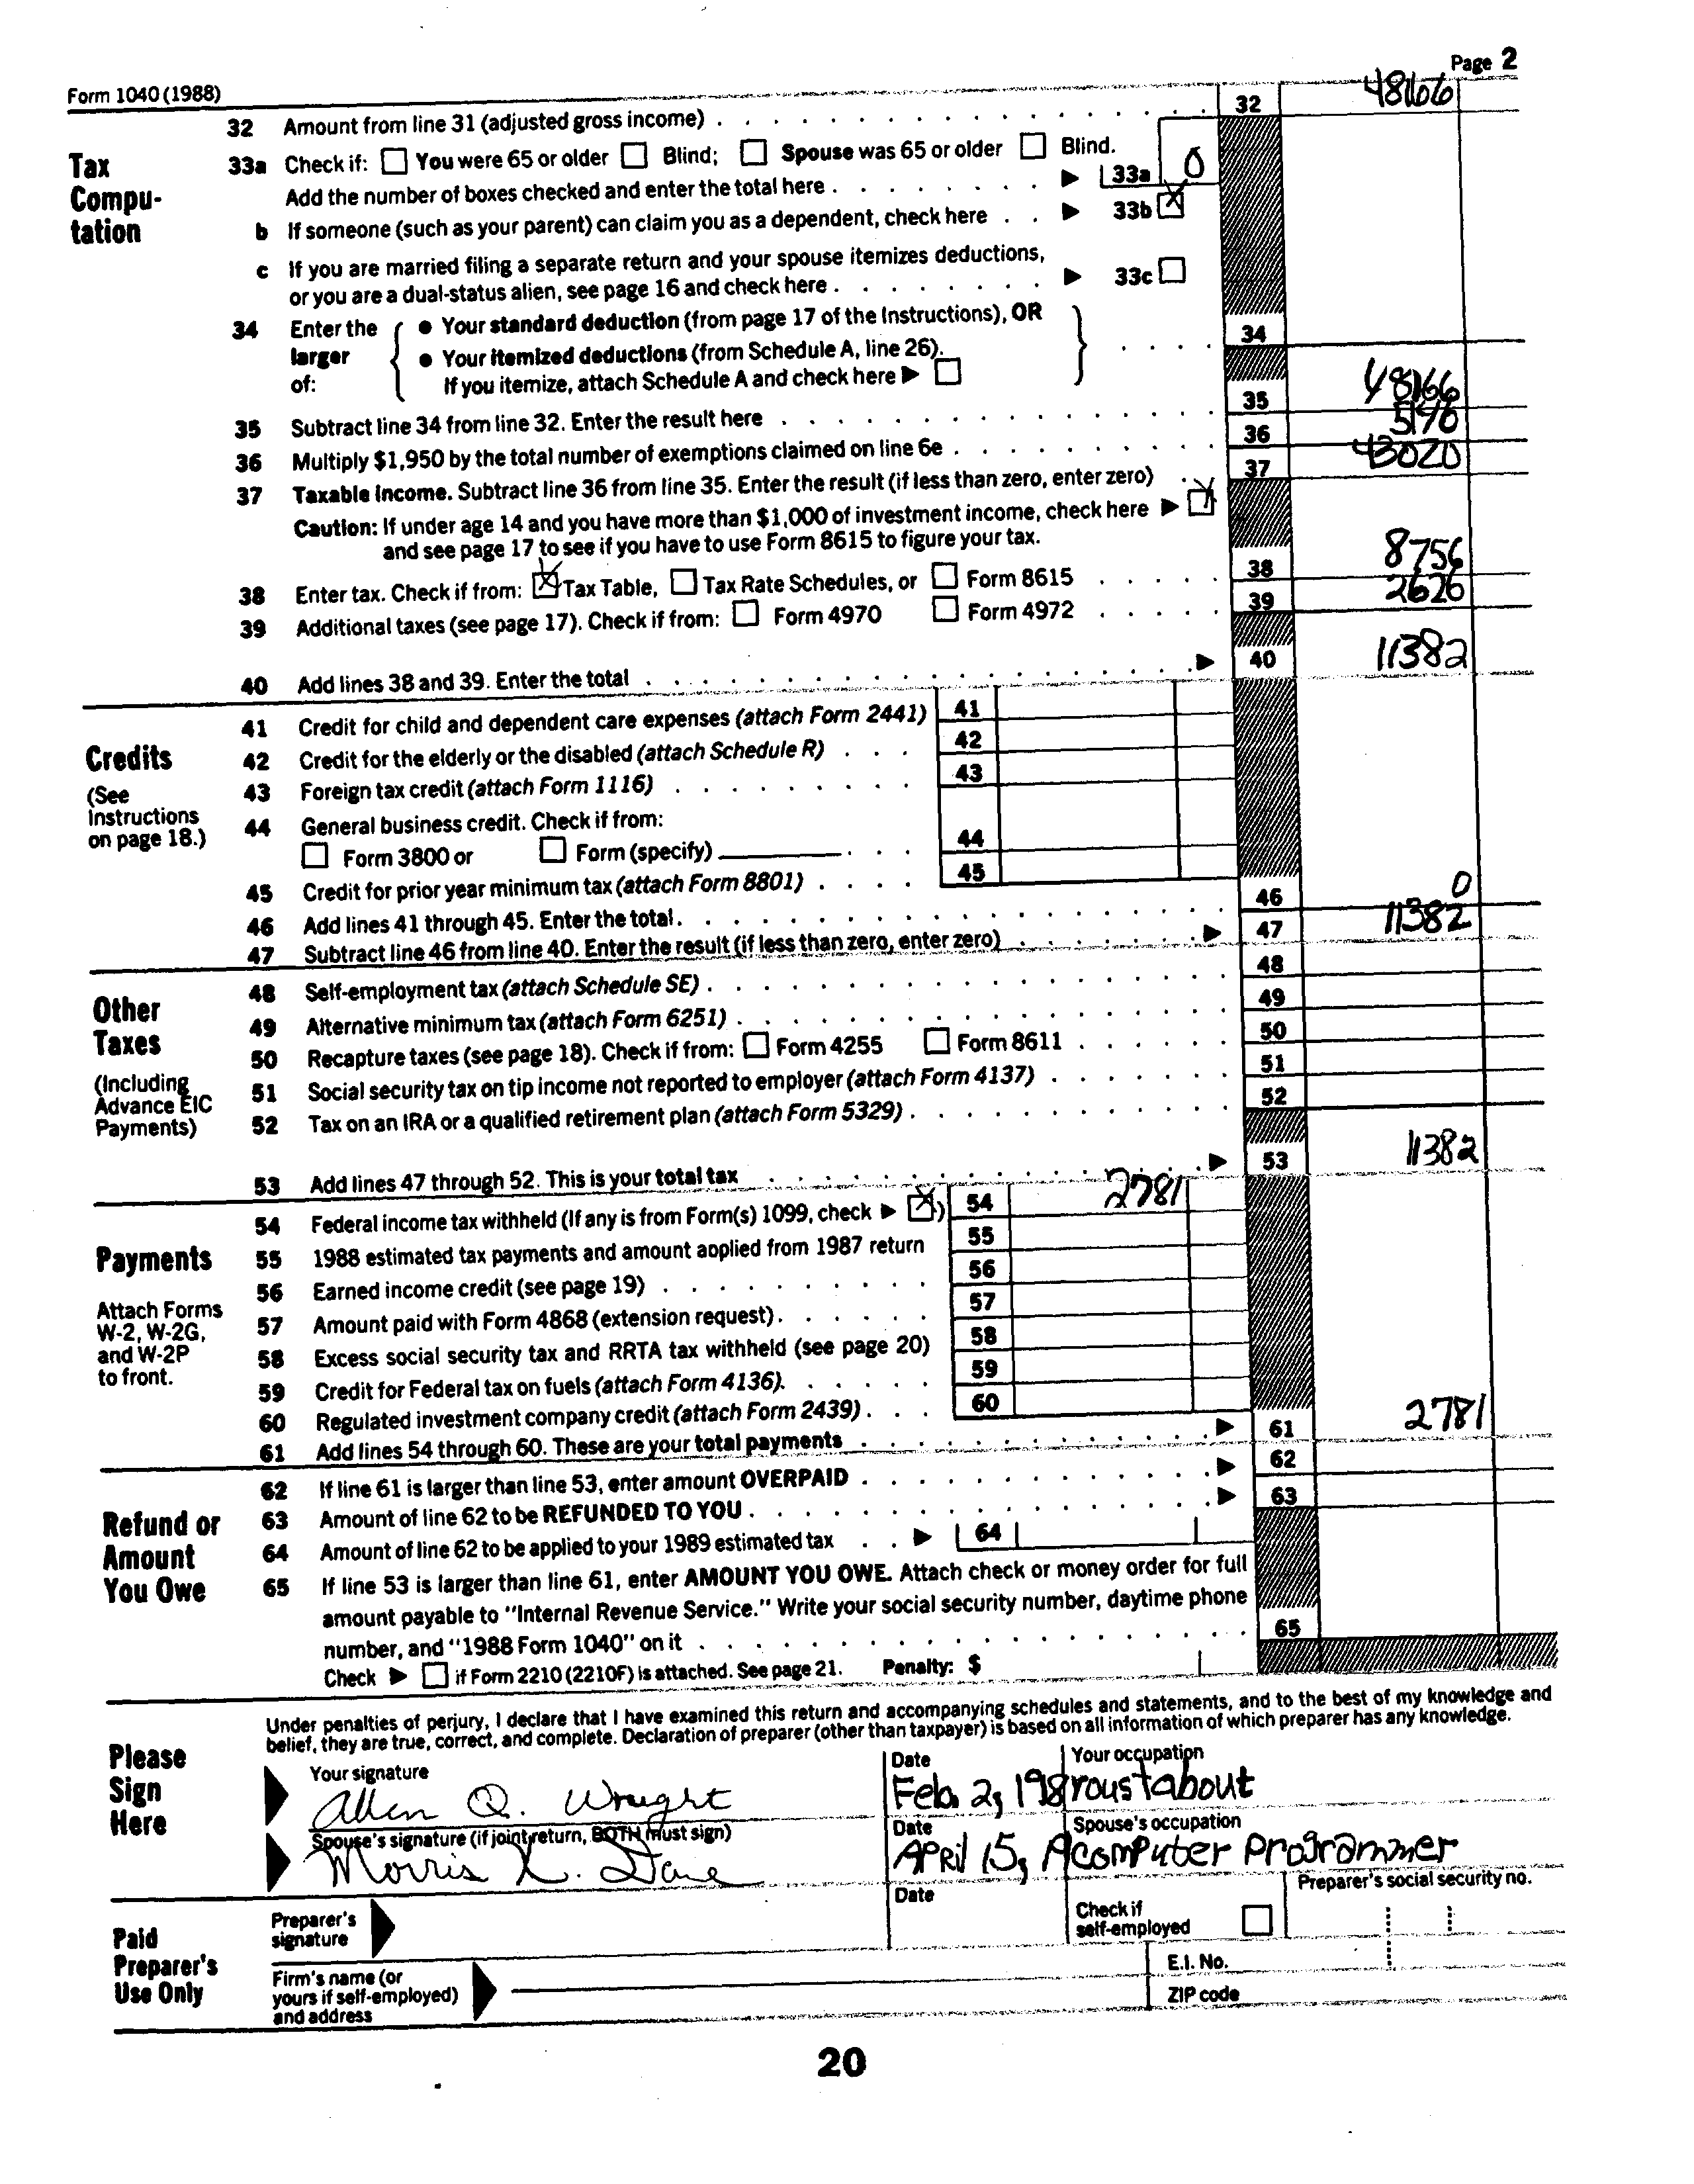 Form 1040 (1988) Page 2
32 Amount from line 31 (adjusted gross income) 32 48166
Tax Compu- tation
33a Check if: You were 65 or older Blind; Spouse was 65 or older Blind.
Add the number of boxes checked and enter the total here 33a 0
b If someone (such as your parent) can claim you as a dependent, check here 33b X
c If you are married filing a separate return and your spouse itemizes deductions,
or you are a dual-status alien, see page 16 and check here 33c
34 Enter the larger of:
• Your standard deduction (from page 17 of the Instructions), OR
• Your itemized deductions (from Schedule A, line 26).
If you itemize, attach Schedule A and check here
34
35 Subtract line 34 from line 32. Enter the result here 35 48166
36 Multiply $1,950 by the total number of exemptions claimed on line 6e 36
37 Taxable income. Subtract line 36 from line 35. Enter the result (if less than zero, enter zero) 37 43020
Caution: If under age 14 and you have more than $1,000 of investment income, check here X
and see page 17 to see if you have to use Form 8615 to figure your tax.
38 Enter tax. Check if from: X Tax Table, Tax Rate Schedules, or Form 8615 38 8756
39 Additional taxes (see page 17). Check if from: Form 4970 Form 4972 39 2626
40 Add lines 38 and 39. Enter the total 40 11382
Credits
(See Instructions on page 18.)
41 Credit for child and dependent care expenses (attach Form 2441) 41
42 Credit for the elderly or the disabled (attach Schedule R) 42
43 Foreign tax credit (attach Form 1116) 43
44 General business credit. Check if from:
Form 3800 or Form (specify) 44
45 Credit for prior year minimum tax (attach Form 8801) 45
46 Add lines 41 through 45. Enter the total. 46 0
47 Subtract line 46 from line 40. Enter the result (if less than zero, enter zero) 47 11382
Other Taxes
(Including Advance EIC Payments)
48 Self-employment tax (attach Schedule SE) 48
49 Alternative minimum tax (attach Form 6251) 49
50 Recapture taxes (see page 18). Check if from: Form 4255 Form 8611 50
51 Social security tax on tip income not reported to employer (attach Form 4137) 51
52 Tax on an IRA or a qualified retirement plan (attach Form 5329) 52
53 Add lines 47 through 52. This is your total tax 53 11382
Payments
Attach Forms W-2, W-2G, and W-2P to front.
54 Federal income tax withheld (If any is from Form(s) 1099, check X) 54 2781
55 1988 estimated tax payments and amount applied from 1987 return 55
56 Earned income credit (see page 19) 56
57 Amount paid with Form 4868 (extension request) 57
58 Excess social security tax and RRTA tax withheld (see page 20) 58
59 Credit for Federal tax on fuels (attach Form 4136). 59
60 Regulated investment company credit (attach Form 2439) 60
61 Add lines 54 through 60. These are your total payments 61 2781
Refund or Amount You Owe
62 If line 61 is larger than line 53, enter amount OVERPAID 62
63 Amount of line 62 to be REFUNDED TO YOU 63
64 Amount of line 62 to be applied to your 1989 estimated tax 64
65 If line 53 is larger than line 61, enter AMOUNT YOU OWE. Attach check or money order for full
amount payable to "Internal Revenue Service." Write your social security number, daytime phone
number, and "1988 Form 1040" on it 65
Check if Form 2210 (2210F) is attached. See page 21. Penalty: $
Please Sign Here
Under penalties of perjury, I declare that I have examined this return and accompanying schedules and statements, and to the best of my knowledge and
belief, they are true, correct, and complete. Declaration of preparer (other than taxpayer) is based on all information of which preparer has any knowledge.
Your signature Date Your occupation
Allen Q. Wright Feb. 2, 198 roustabout
Spouse's signature (if joint return, BOTH must sign) Date Spouse's occupation
Morris L. Dane APRil 15, A computer programmer
Paid Preparer's Use Only
Preparer's signature Date Check if self-employed Preparer's social security no.
Firm's name (or yours if self-employed) and address E.I. No.
ZIP code
20